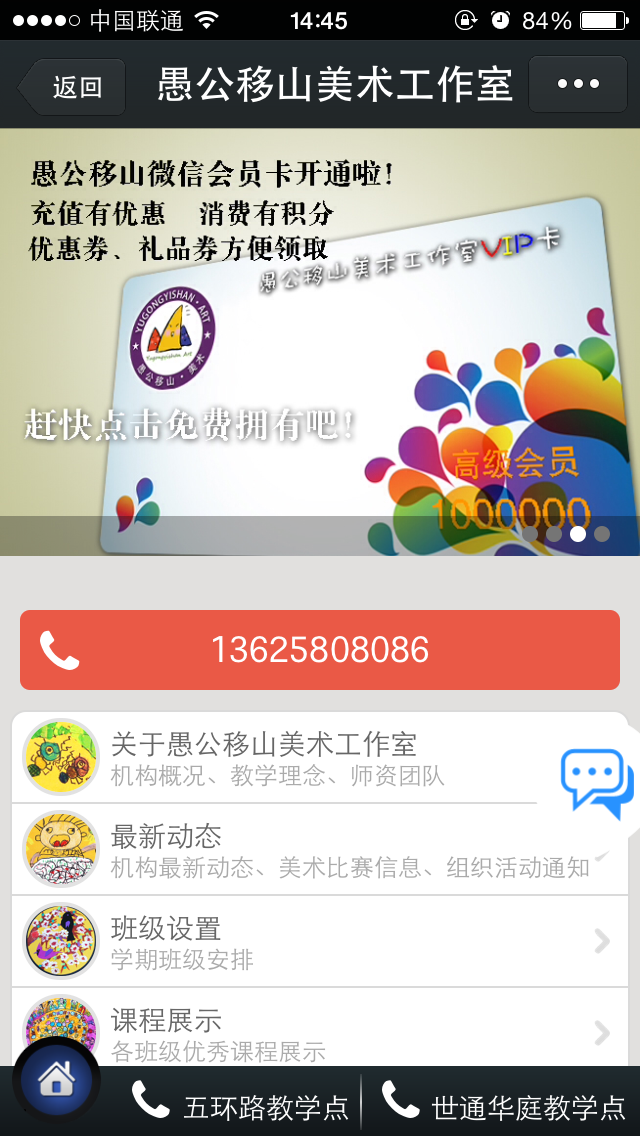 中国联通
14:45
84%
返回
愚公移山美术工作室
愚公移山微信会员卡开通啦!
充值有优惠 消费有积分
优惠券、礼品券方便领取
愚公移山美术工作室VIP卡
YUGONGYISHAN·ART
Yugongyishan Art
愚公移山·美术
赶快点击免费拥有吧!
高级会员
1000000
13625808086
关于愚公移山美术工作室
机构概况、教学理念、师资团队
最新动态
机构最新动态、美术比赛信息、组织活动通知
班级设置
学期班级安排
课程展示
各班级优秀课程展示
五环路教学点
世通华庭教学点